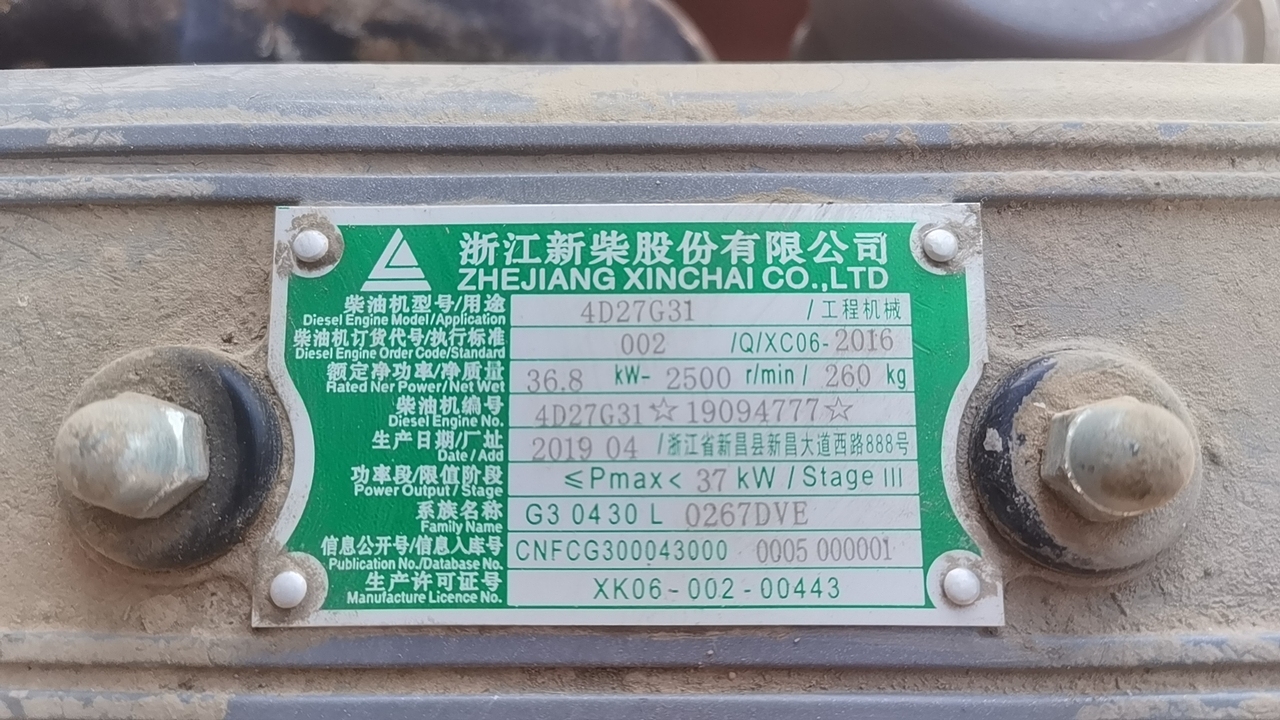 浙江新柴股份有限公司
ZHEJIANG XINCHAI CO.,LTD
柴油机型号/用途 4D27G31 /工程机械
Diesel Engine Model/Application
柴油机订货代号/执行标准 002 /Q/XC06-2016
Diesel Engine Order Code/Standard
额定净功率/净质量 36.8 kW- 2500 r/min / 260 kg
Rated Ner Power/Net Wet
柴油机编号 4D27G31☆19094777☆
Diesel Engine No.
生产日期/厂址 2019 04 /浙江省新昌县新昌大道西路888号
Date/Add
功率段/限值阶段 ≤Pmax< 37 kW / Stage III
Power Output/Stage
系族名称 G3 0430 L 0267DVE
Family Name
信息公开号/信息入库号 CNFCG300043000 0005 000001
Publication No./Database No.
生产许可证号 XK06-002-00443
Manufacture Licence No.